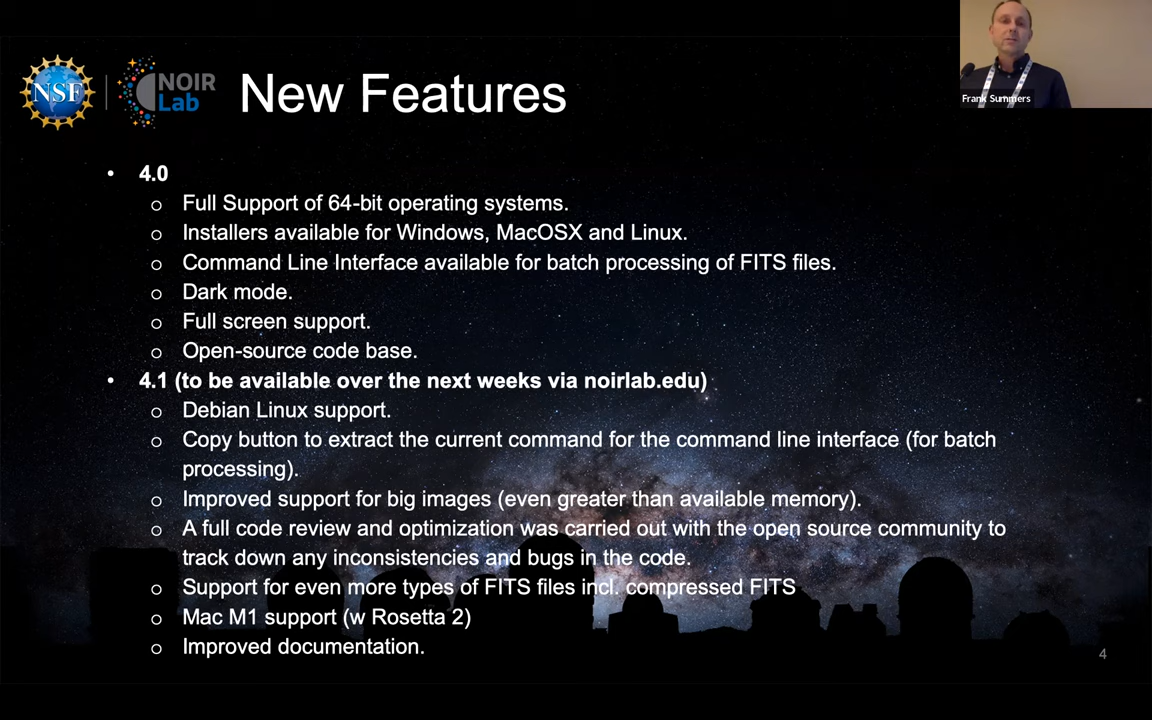 NSF
NOIR
Lab
New Features
Frank Summers
• 4.0
o Full Support of 64-bit operating systems.
o Installers available for Windows, MacOSX and Linux.
o Command Line Interface available for batch processing of FITS files.
o Dark mode.
o Full screen support.
o Open-source code base.
• 4.1 (to be available over the next weeks via noirlab.edu)
o Debian Linux support.
o Copy button to extract the current command for the command line interface (for batch
processing).
o Improved support for big images (even greater than available memory).
o A full code review and optimization was carried out with the open source community to
track down any inconsistencies and bugs in the code.
o Support for even more types of FITS files incl. compressed FITS
o Mac M1 support (w Rosetta 2)
o Improved documentation.
4